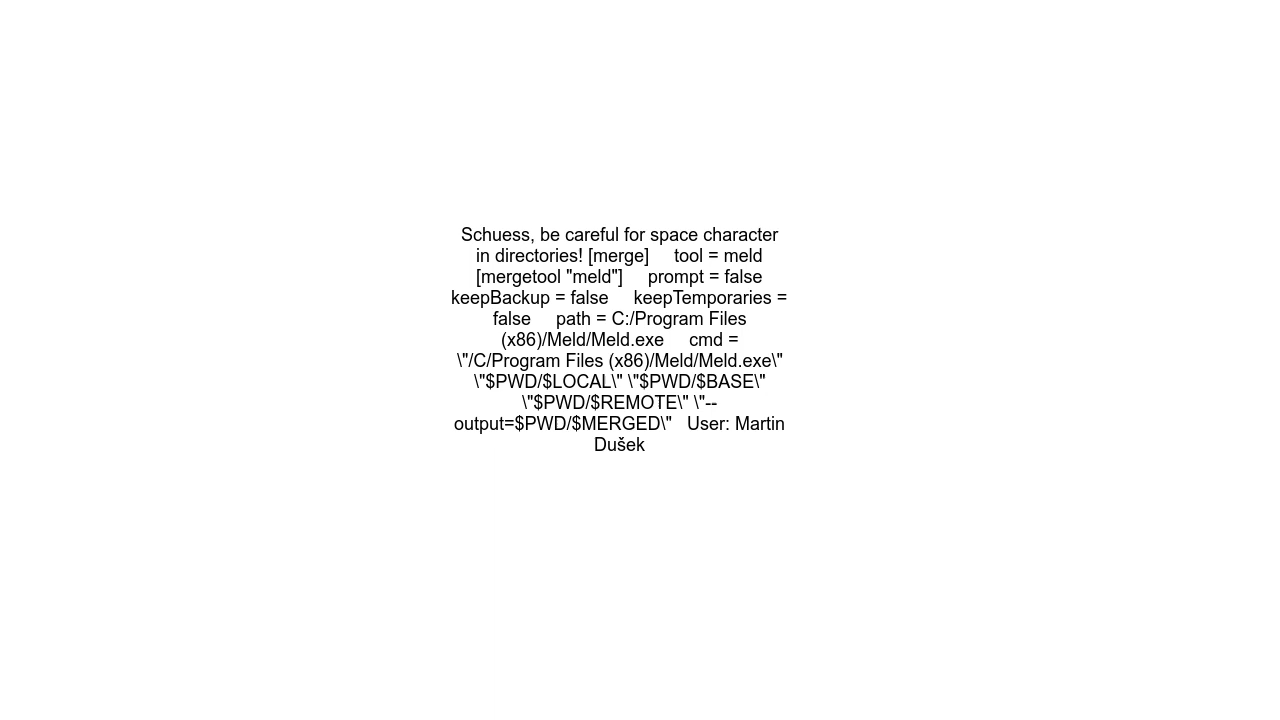 Schuess, be careful for space character
in directories! [merge]     tool = meld
[mergetool "meld"]     prompt = false
keepBackup = false     keepTemporaries =
false     path = C:/Program Files
(x86)/Meld/Meld.exe     cmd =
\"/C/Program Files (x86)/Meld/Meld.exe\"
\"$PWD/$LOCAL\" \"$PWD/$BASE\"
\"$PWD/$REMOTE\" \"--
output=$PWD/$MERGED\"   User: Martin
Dušek